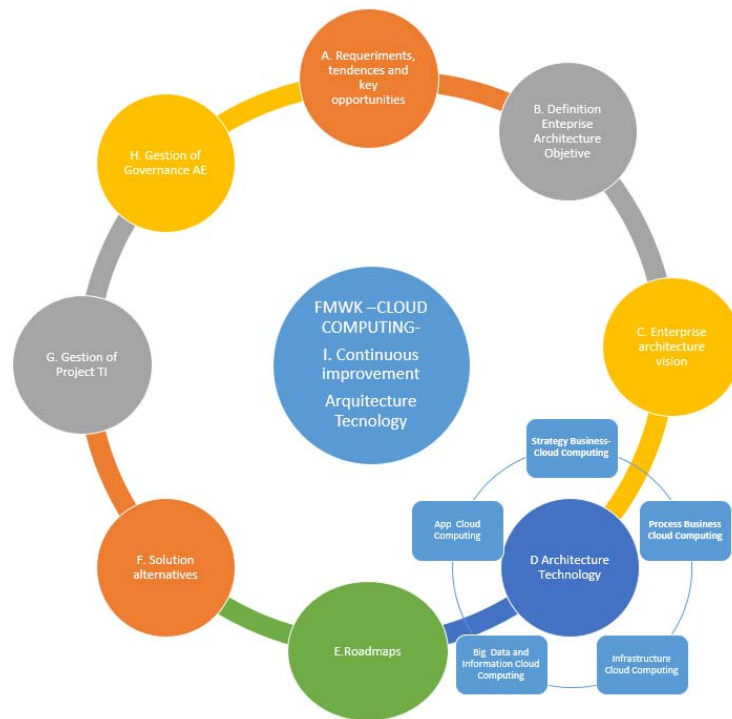 A. Requeriments,
tendences and
key
opportunities
B. Definition
Enteprise
Architecture
Objetive
H. Gestion of
Governance AE
FMWK –CLOUD
COMPUTING-
I. Continuous
improvement
Arquitecture
Tecnology
C. Enterprise
architecture
vision
G. Gestion of
Project TI
Strategy Business-
Cloud Computing
App Cloud
Computing
Process Business
Cloud Computing
D Architecture
Technology
F. Solution
alternatives
E.Roadmaps
Big Data and
Information Cloud
Computing
Infrastructure
Cloud Computing